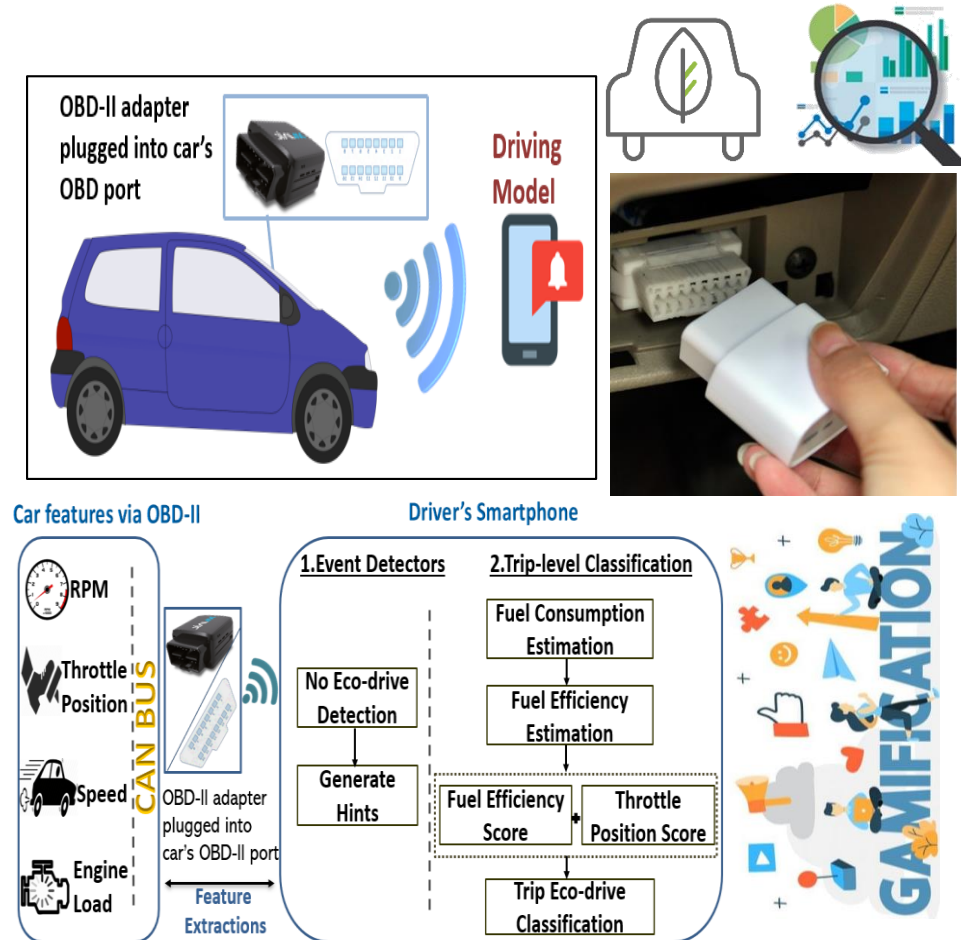 OBD-II adapter
plugged into car's
OBD port
Driving
Model
Car features via OBD-II
RPM
Throttle
Position
Speed
Engine
Load
CAN BUS
OBD-II adapter
plugged into
car's OBD-II port
Feature
Extractions
Driver's Smartphone
1.Event Detectors
No Eco-drive
Detection
Generate
Hints
2.Trip-level Classification
Fuel Consumption
Estimation
Fuel Efficiency
Estimation
Fuel Efficiency
Score
+
Throttle
Position Score
Trip Eco-drive
Classification
GAMIFICATION